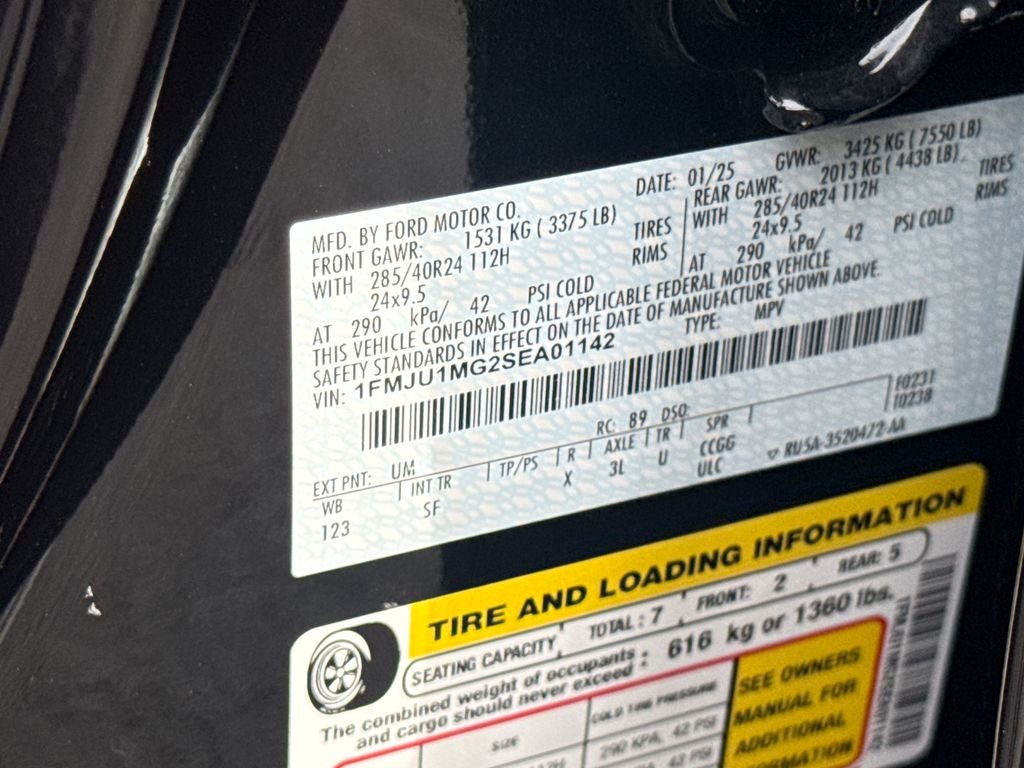 MFD. BY FORD MOTOR CO.
DATE: 01/25 GVWR: 3425 KG ( 7550 LB)
FRONT GAWR: 1531 KG ( 3375 LB)
REAR GAWR: 2013 KG ( 4438 LB).
WITH 285/40R24 112H TIRES
WITH 285/40R24 112H TIRES
24x9.5 RIMS
24x9.5 RIMS
AT 290 kPa/ 42 PSI COLD
AT 290 kPa/ 42 PSI COLD
THIS VEHICLE CONFORMS TO ALL APPLICABLE FEDERAL MOTOR VEHICLE
SAFETY STANDARDS IN EFFECT ON THE DATE OF MANUFACTURE SHOWN ABOVE.
VIN: 1FMJU1MG2SEA01142 TYPE: MPV
F0231
T0238
EXT PNT: UM RC: 89 DSO:
WB INT TR TP/PS R AXLE TR SPR
123 SF X 3L U CCGG
ULC
RU5A-3520472-AA
TIRE AND LOADING INFORMATION
SEATING CAPACITY TOTAL : 7 FRONT: 2 REAR: 5
The combined weight of occupants
and cargo should never exceed : 616 kg or 1360 lbs.
SIZE COLD TIRE PRESSURE
290 KPA, 42 PSI
42 PSI
SEE OWNERS
MANUAL FOR
ADDITIONAL
INFORMATION